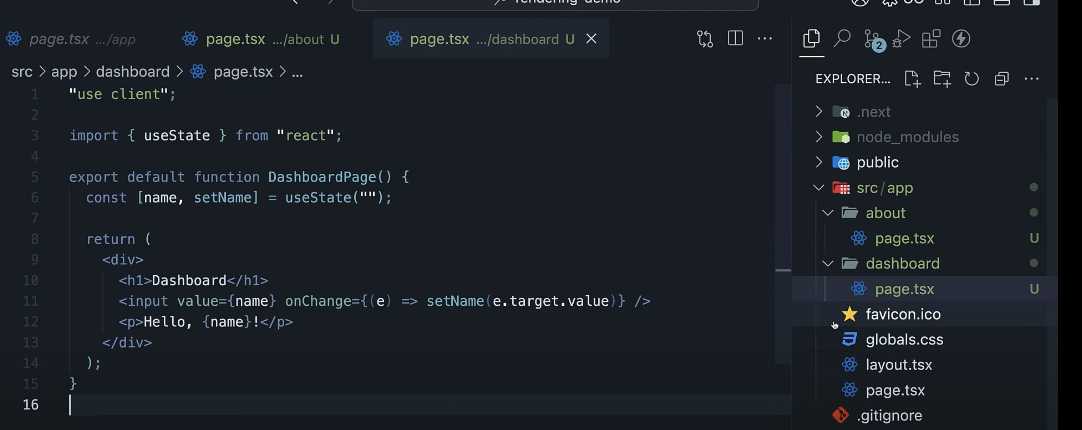 rendering-demo
page.tsx .../app
page.tsx .../about U
page.tsx .../dashboard U
src > app > dashboard > page.tsx > ...
1 "use client";
2
3 import { useState } from "react";
4
5 export default function DashboardPage() {
6 const [name, setName] = useState("");
7
8 return (
9 <div>
10 <h1>Dashboard</h1>
11 <input value={name} onChange={(e) => setName(e.target.value)} />
12 <p>Hello, {name}!</p>
13 </div>
14 );
15 }
16
2
EXPLORER...
.next
node_modules
public
src/app
about
page.tsx U
dashboard
page.tsx U
favicon.ico
globals.css
layout.tsx
page.tsx
.gitignore